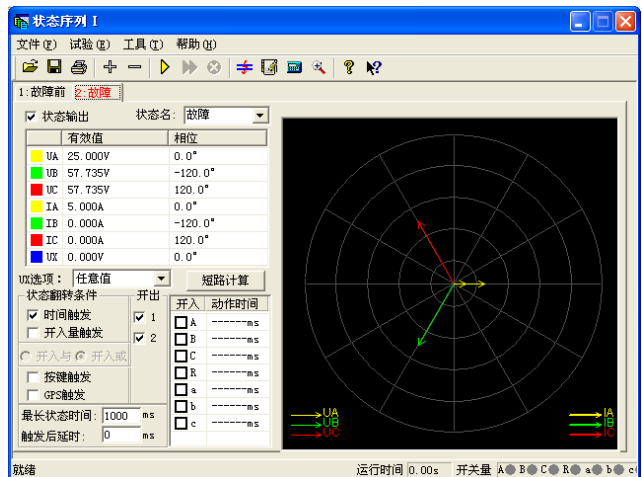 状态序列 I
文件(F) 试验(E) 工具(T) 帮助(H)
1:故障前 2:故障
状态输出 状态名: 故障
有效值 相位
UA 25.000V 0.0°
UB 57.735V -120.0°
UC 57.735V 120.0°
IA 5.000A 0.0°
IB 0.000A -120.0°
IC 0.000A 120.0°
UX 0.000V 0.0°
UX选项: 任意值 短路计算
状态翻转条件 开出 开入 动作时间
时间触发 1 A ------ms
开入量触发 2 B ------ms
开入与 开入或 C ------ms
R ------ms
按键触发 a ------ms
GPS触发 b ------ms
最长状态时间: 1000 ms c ------ms
触发后延时: 0 ms
UA IA
UB IB
UC IC
就绪 运行时间 0.00s 开关量 A B C R a b c